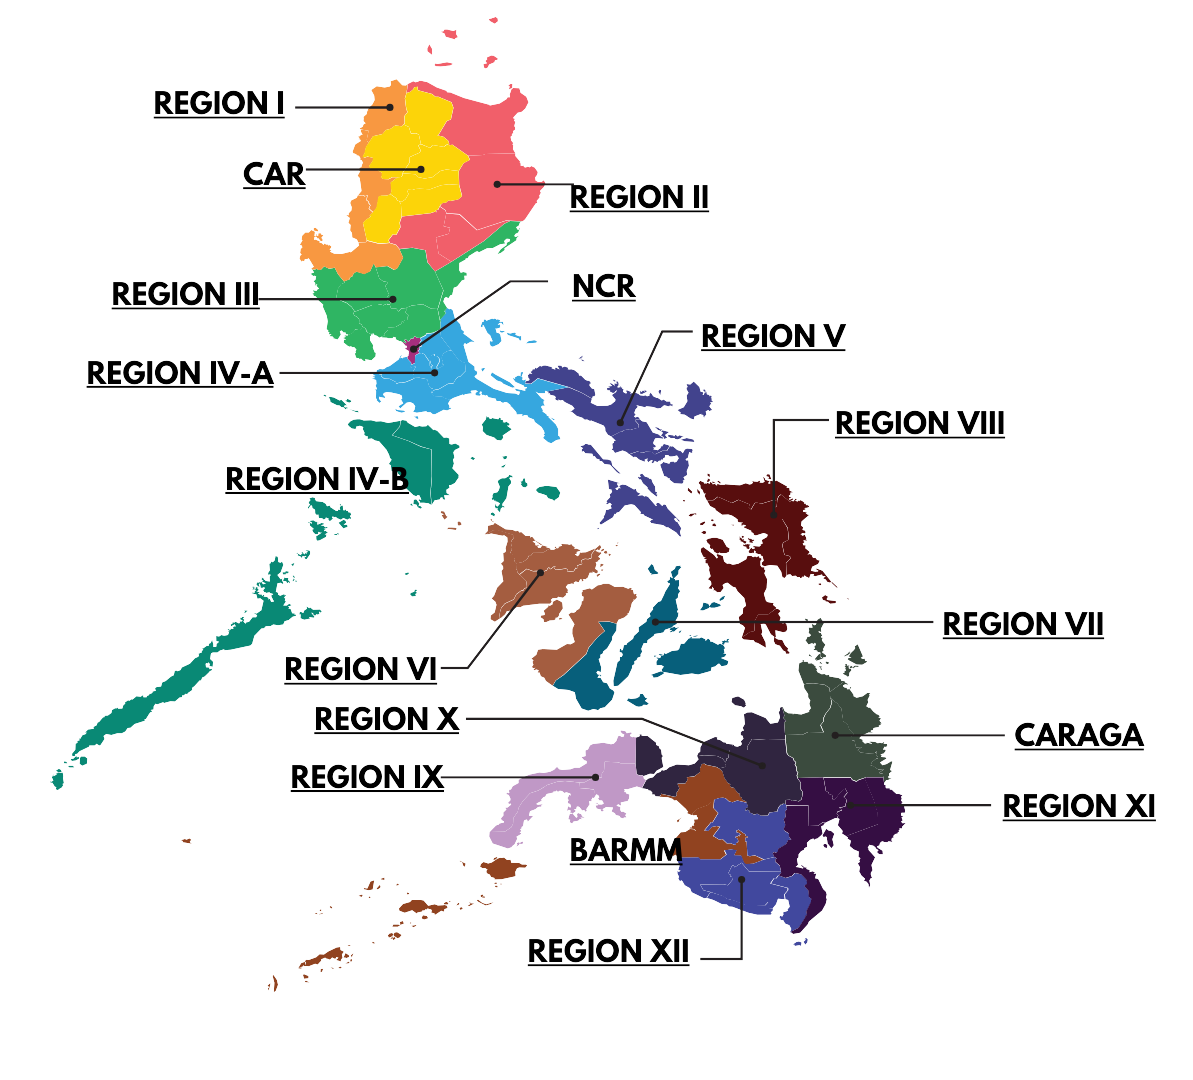 REGION I
CAR
REGION II
NCR
REGION III
REGION V
REGION IV-A
REGION VIII
REGION IV-B
REGION VII
REGION VI
REGION X
CARAGA
REGION IX
REGION XI
BARMM
REGION XII